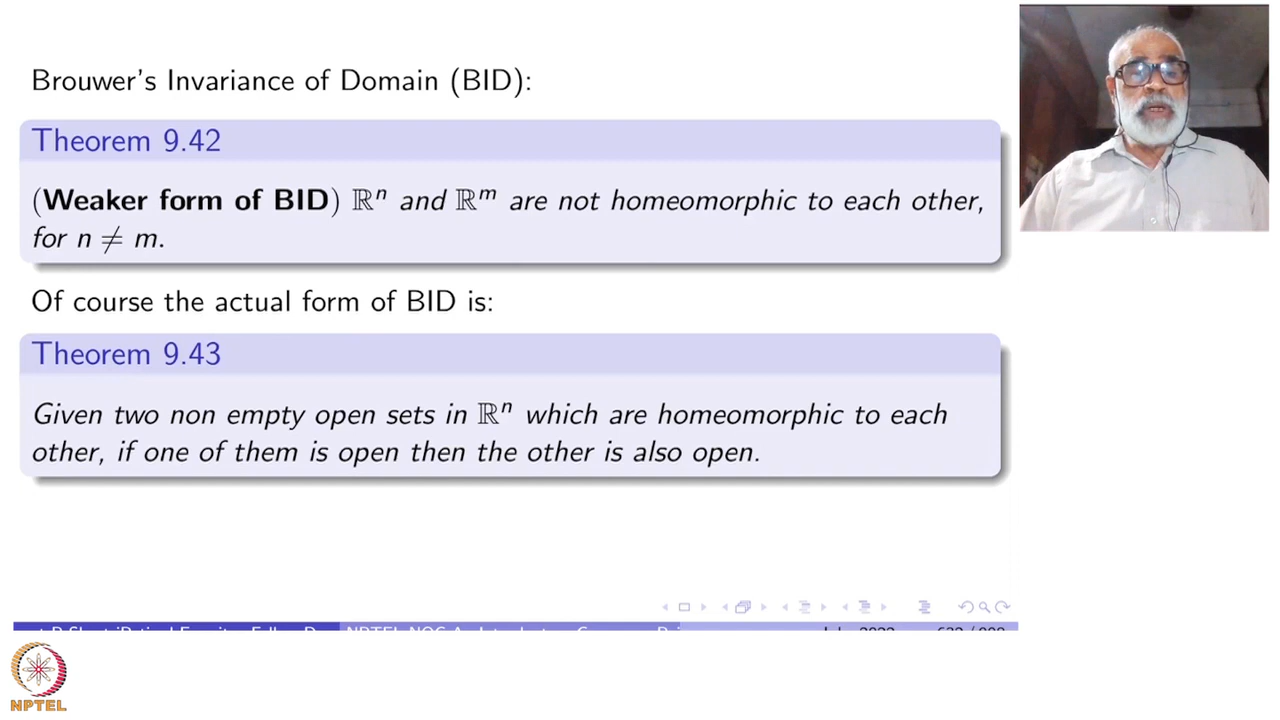 Brouwer's Invariance of Domain (BID):
Theorem 9.42
(Weaker form of BID) ℝⁿ and ℝᵐ are not homeomorphic to each other,
for n ≠ m.
Of course the actual form of BID is:
Theorem 9.43
Given two non empty open sets in ℝⁿ which are homeomorphic to each
other, if one of them is open then the other is also open.
NPTEL